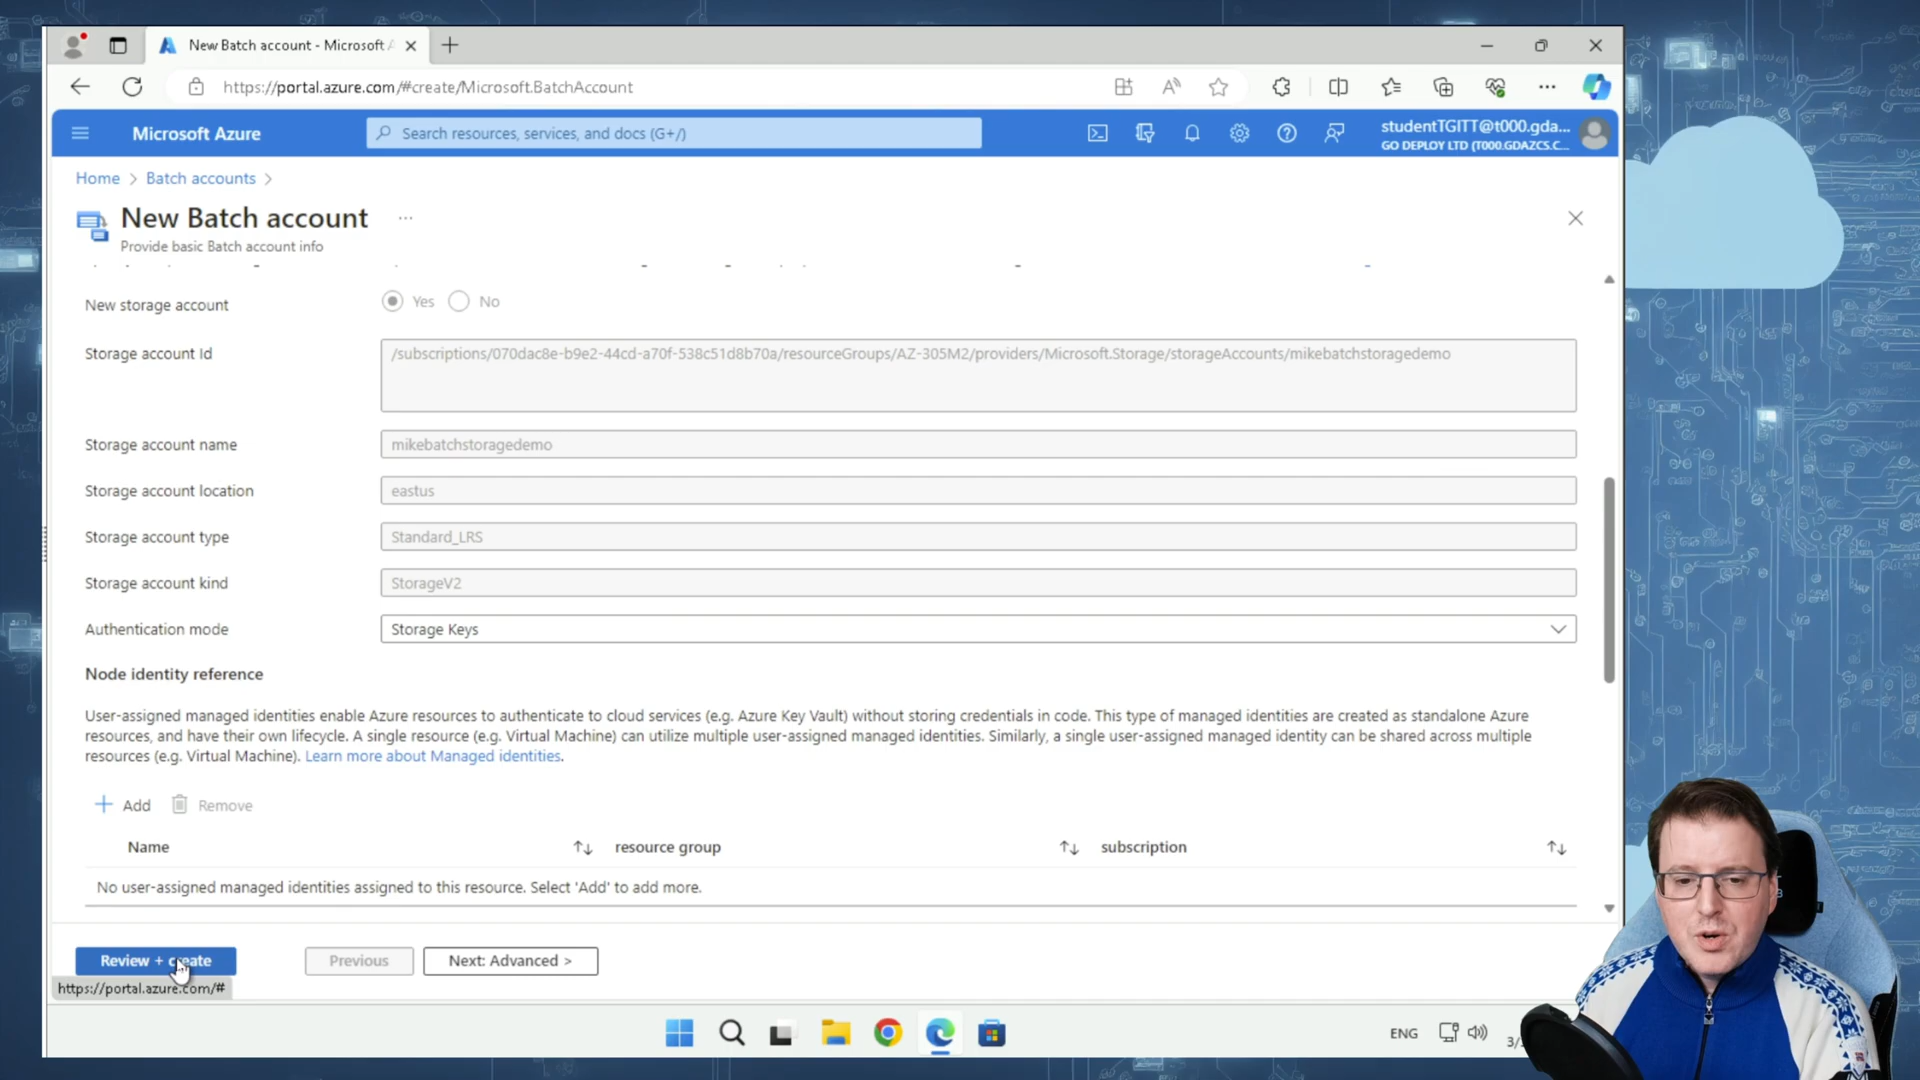 New Batch account - Microsoft A
https://portal.azure.com/#create/Microsoft.BatchAccount
Microsoft Azure
Search resources, services, and docs (G+/)
studentTGITT@t000.gda...
GO DEPLOY LTD (T000.GDAZCS.C...
Home > Batch accounts >
New Batch account ...
Provide basic Batch account info
New storage account Yes No
Storage account Id /subscriptions/070dac8e-b9e2-44cd-a70f-538c51d8b70a/resourceGroups/AZ-305M2/providers/Microsoft.Storage/storageAccounts/mikebatchstoragedemo
Storage account name mikebatchstoragedemo
Storage account location eastus
Storage account type Standard_LRS
Storage account kind StorageV2
Authentication mode Storage Keys
Node identity reference
User-assigned managed identities enable Azure resources to authenticate to cloud services (e.g. Azure Key Vault) without storing credentials in code. This type of managed identities are created as standalone Azure
resources, and have their own lifecycle. A single resource (e.g. Virtual Machine) can utilize multiple user-assigned managed identities. Similarly, a single user-assigned managed identity can be shared across multiple
resources (e.g. Virtual Machine). Learn more about Managed identities.
Add Remove
Name resource group subscription
No user-assigned managed identities assigned to this resource. Select 'Add' to add more.
Review + create Previous Next: Advanced >
https://portal.azure.com/#
ENG
3/